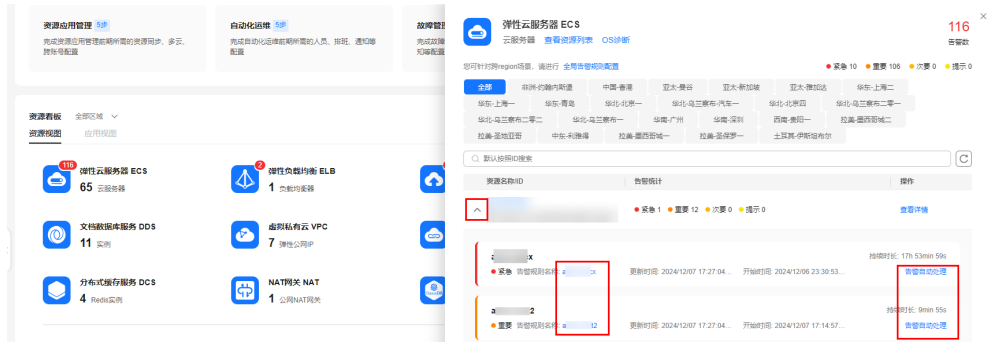 资源应用管理 5步
完成资源应用管理前期所需的资源同步、多云、
跨账号配置
自动化运维 5步
完成自动化运维前期所需的人员、排班、通知等
配置
故障管理
完成故障
知等配置
资源看板 全部区域
资源视图 应用视图
116
弹性云服务器 ECS
65 云服务器
2
弹性负载均衡 ELB
1 负载均衡器
文档数据库服务 DDS
11 实例
虚拟私有云 VPC
7 弹性公网IP
分布式缓存服务 DCS
4 Redis实例
NAT网关 NAT
1 公网NAT网关
弹性云服务器 ECS
云服务器 查看资源列表 OS诊断
116
告警数
您可针对跨region场景，请进行 全局告警规则配置
紧急 10 重要 106 次要 0 提示 0
全部 非洲-约翰内斯堡 中国-香港 亚太-曼谷 亚太-新加坡 亚太-雅加达 华东-上海二
华东-上海一 华东-青岛 华北-北京一 华北-乌兰察布-汽车一 华北-北京四 华北-乌兰察布二零一
华北-乌兰察布二零二 华北-乌兰察布一 华南-广州 华南-深圳 西南-贵阳一 拉美-墨西哥城二
拉美-圣地亚哥 中东-利雅得 拉美-墨西哥城一 拉美-圣保罗一 土耳其-伊斯坦布尔
默认按照ID搜索
资源名称/ID 告警统计 操作
紧急 1 重要 12 次要 0 提示 0 查看详情
a x 持续时长: 17h 53min 59s
紧急 告警规则名称: a cx 更新时间: 2024/12/07 17:27:04... 开始时间: 2024/12/06 23:30:53... 告警自动处理
a 2 持续时长: 9min 55s
重要 告警规则名称: a t2 更新时间: 2024/12/07 17:27:04... 开始时间: 2024/12/07 17:14:57... 告警自动处理